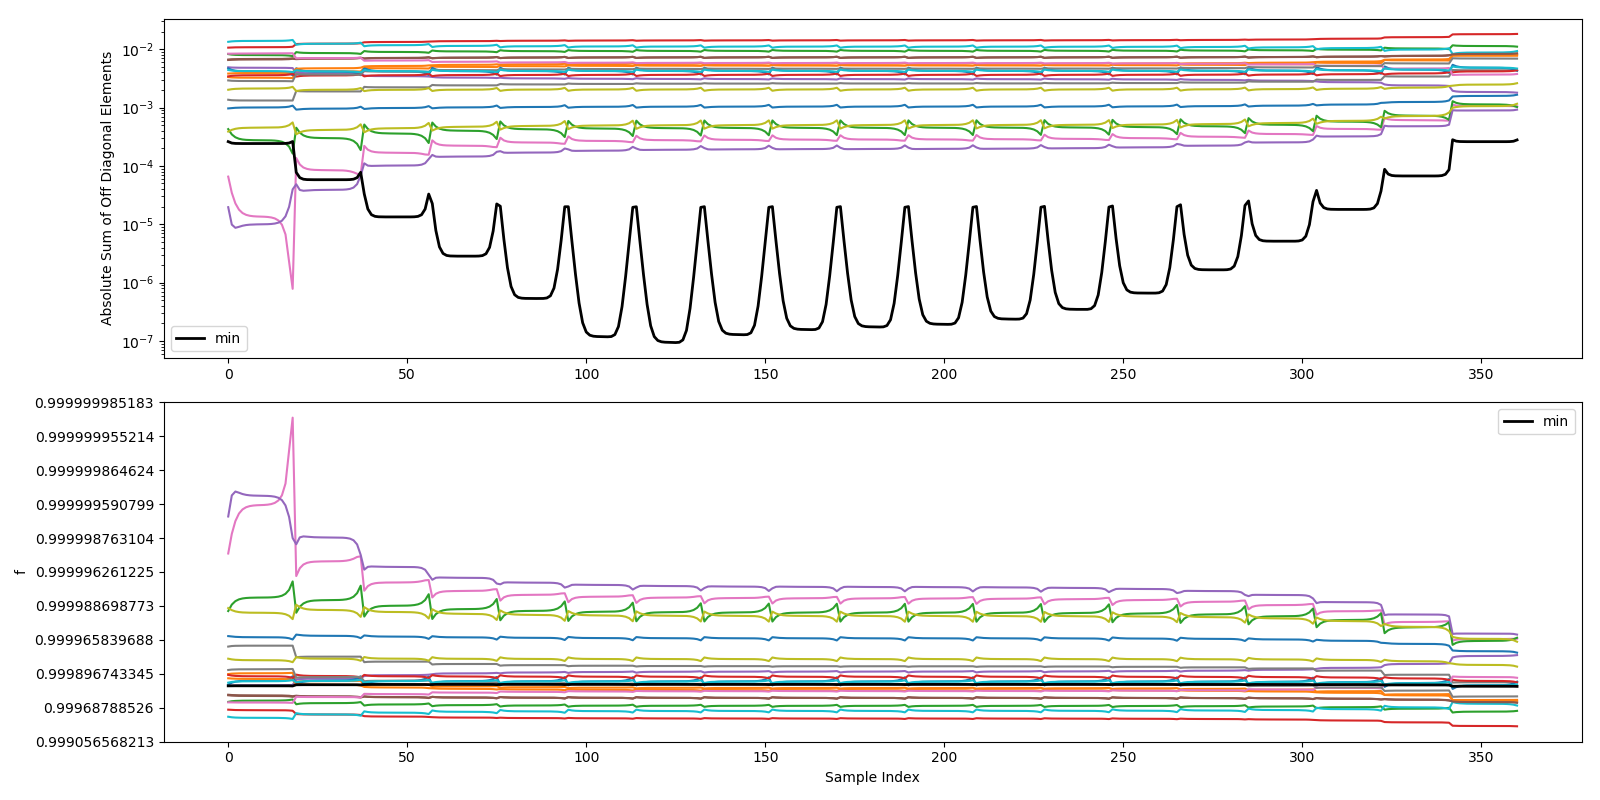 Absolute Sum of Off Diagonal Elements
10⁻²
10⁻³
10⁻⁴
10⁻⁵
10⁻⁶
10⁻⁷
min
0 50 100 150 200 250 300 350
f
0.999999985183
0.999999955214
0.999999864624
0.999999590799
0.999998763104
0.999996261225
0.999988698773
0.999965839688
0.999896743345
0.99968788526
0.999056568213
min
0 50 100 150 200 250 300 350
Sample Index